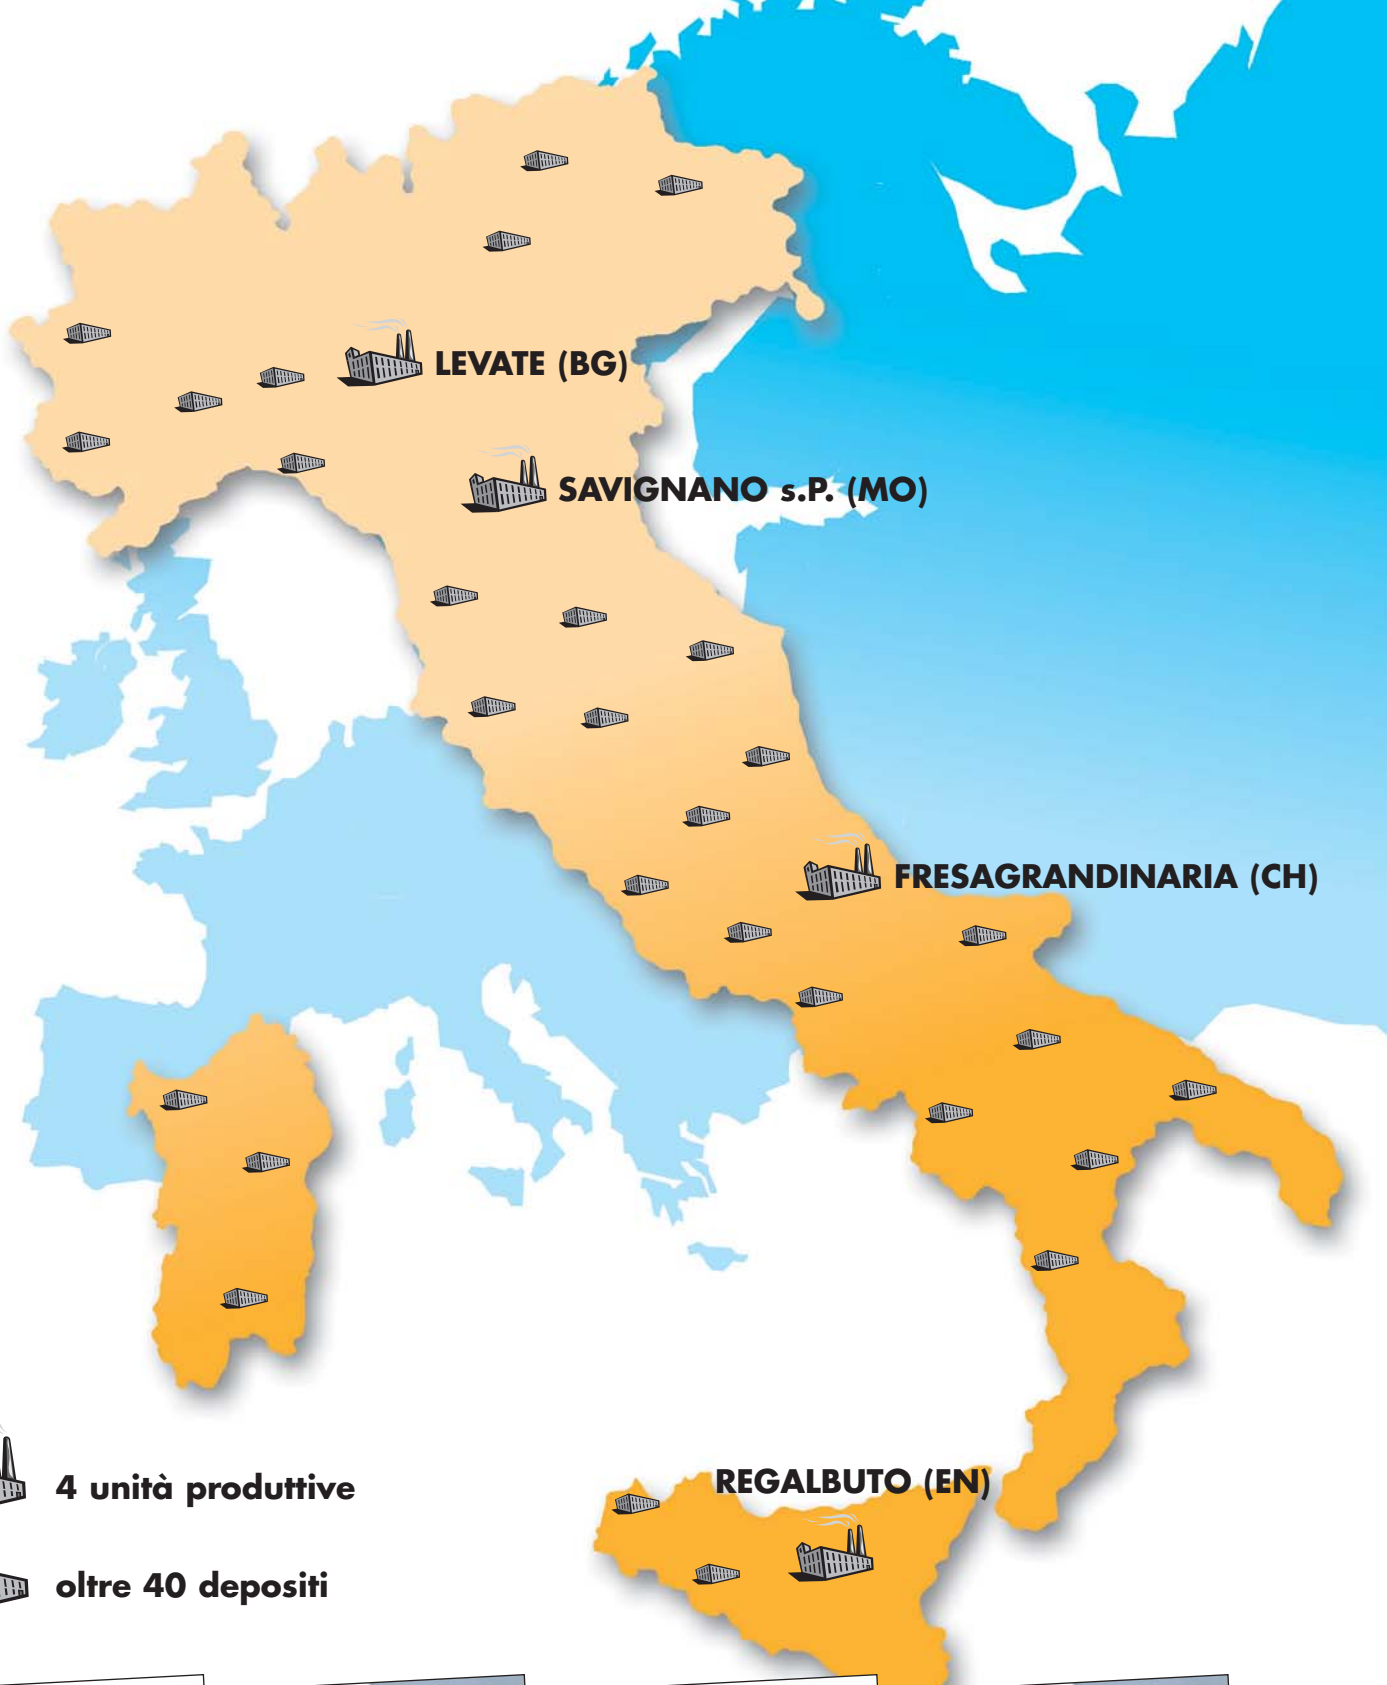 LEVATE (BG)
SAVIGNANO s.P. (MO)
FRESAGRANDINARIA (CH)
REGALBUTO (EN)
4 unità produttive
oltre 40 depositi